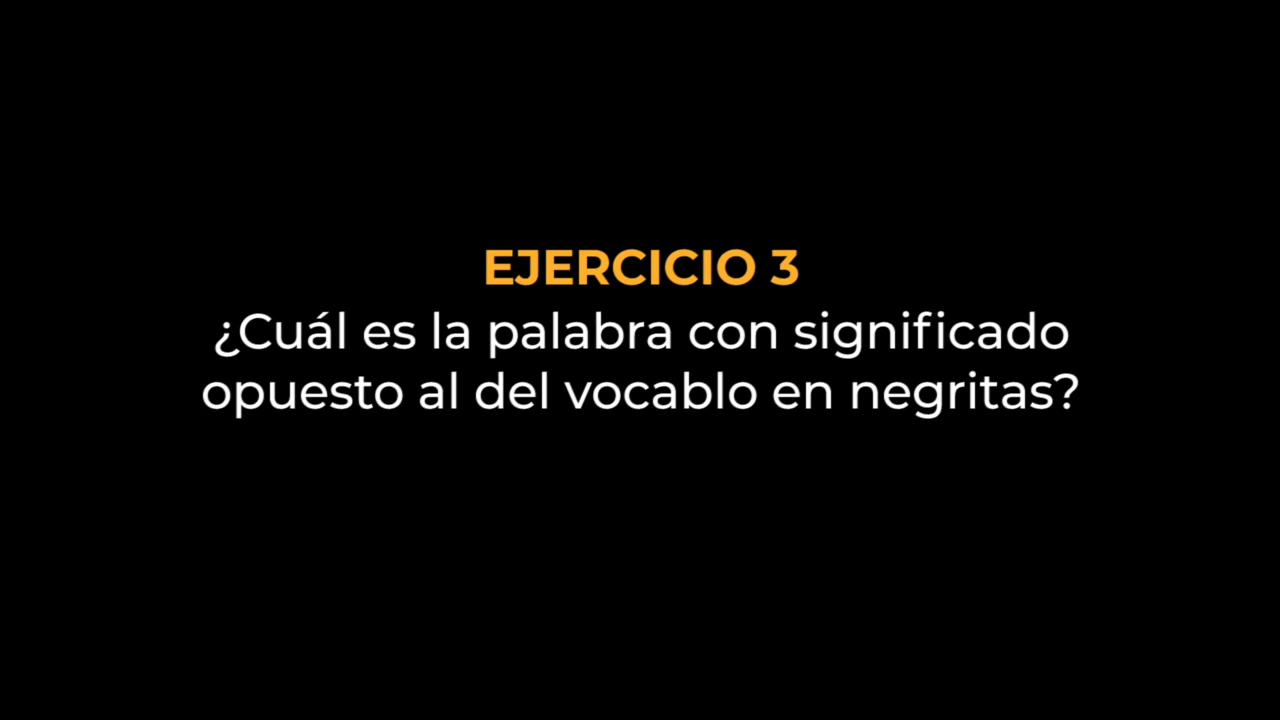 EJERCICIO 3
¿Cuál es la palabra con significado
opuesto al del vocablo en negritas?